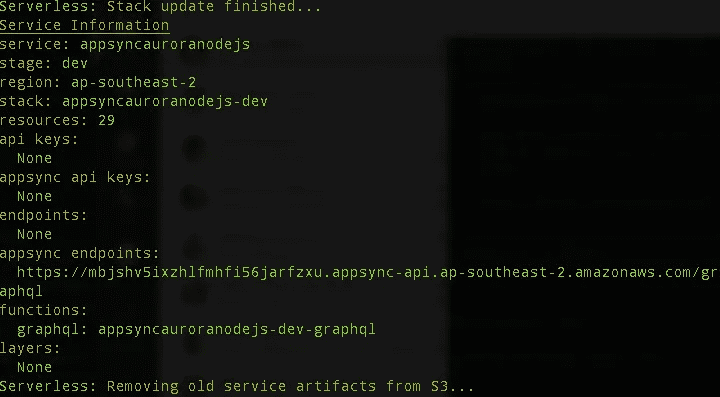 Serverless: Stack update finished...
Service Information
service: appsyncauroranodejs
stage: dev
region: ap-southeast-2
stack: appsyncauroranodejs-dev
resources: 29
api keys:
  None
appsync api keys:
  None
endpoints:
  None
appsync endpoints:
  https://mbjshv5ixzhlfmhfi56jarfzxu.appsync-api.ap-southeast-2.amazonaws.com/gr
aphql
functions:
  graphql: appsyncauroranodejs-dev-graphql
layers:
  None
Serverless: Removing old service artifacts from S3...